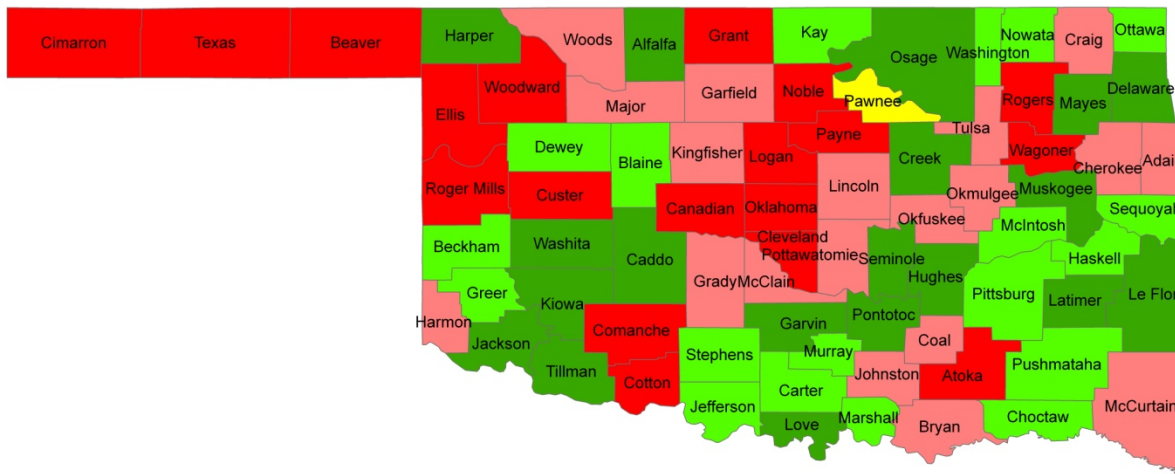 Cimarron
Texas
Beaver
Harper
Woods
Alfalfa
Grant
Kay
Osage
Washington
Nowata
Craig
Ottawa
Ellis
Woodward
Major
Garfield
Noble
Pawnee
Rogers
Mayes
Delaware
Dewey
Blaine
Kingfisher
Logan
Payne
Creek
Tulsa
Wagoner
Cherokee
Adai
Roger Mills
Custer
Canadian
Oklahoma
Lincoln
Okfuskee
Okmulgee
Muskogee
Sequoyal
Beckham
Washita
Caddo
Grady
McClain
Cleveland
Pottawatomie
Seminole
Hughes
McIntosh
Haskell
Pittsburg
Latimer
Le Flor
Greer
Kiowa
Harmon
Jackson
Tillman
Comanche
Cotton
Stephens
Garvin
Murray
Pontotoc
Coal
Johnston
Atoka
Pushmataha
Jefferson
Carter
Love
Marshall
Bryan
Choctaw
McCurtain